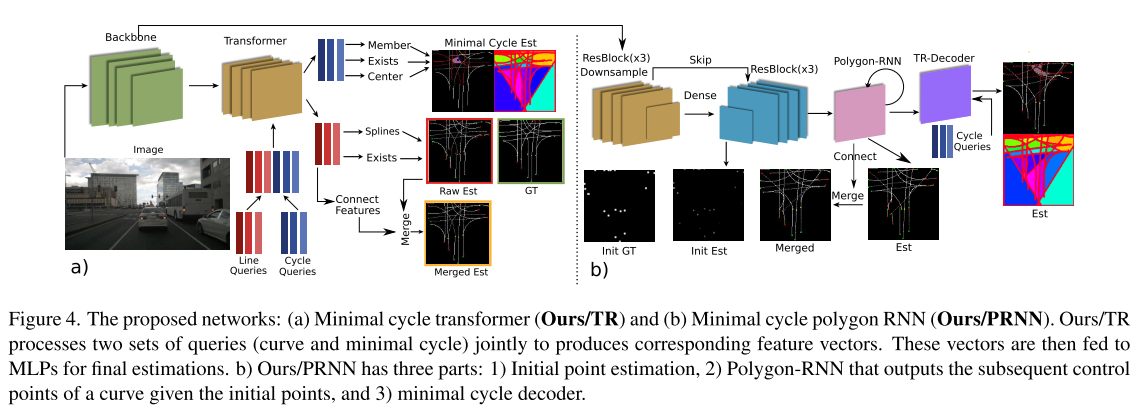 Backbone
Transformer
Image
a)
Line
Queries
Cycle
Queries
Member
Exists
Center
Minimal Cycle Est
Splines
Exists
Raw Est
GT
Connect
Features
Merge
Merged Est
ResBlock(x3)
Downsample
Skip
ResBlock(x3)
Dense
Polygon-RNN
TR-Decoder
Cycle
Queries
Connect
Merge
Init GT
Init Est
Merged
Est
Est
b)
Figure 4. The proposed networks: (a) Minimal cycle transformer (Ours/TR) and (b) Minimal cycle polygon RNN (Ours/PRNN). Ours/TR
processes two sets of queries (curve and minimal cycle) jointly to produces corresponding feature vectors. These vectors are then fed to
MLPs for final estimations. b) Ours/PRNN has three parts: 1) Initial point estimation, 2) Polygon-RNN that outputs the subsequent control
points of a curve given the initial points, and 3) minimal cycle decoder.